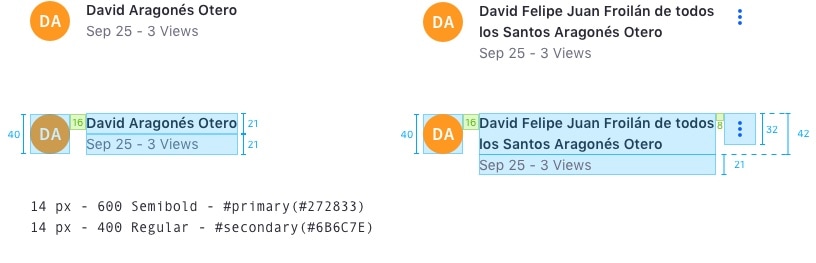 DA
David Aragonés Otero
Sep 25 - 3 Views
DA
David Felipe Juan Froilán de todos
los Santos Aragonés Otero
Sep 25 - 3 Views
40
DA
16
David Aragonés Otero
21
Sep 25 - 3 Views
21
40
DA
16
David Felipe Juan Froilán de todos
8
32
42
los Santos Aragonés Otero
Sep 25 - 3 Views
21
14 px - 600 Semibold - #primary(#272833)
14 px - 400 Regular - #secondary(#6B6C7E)